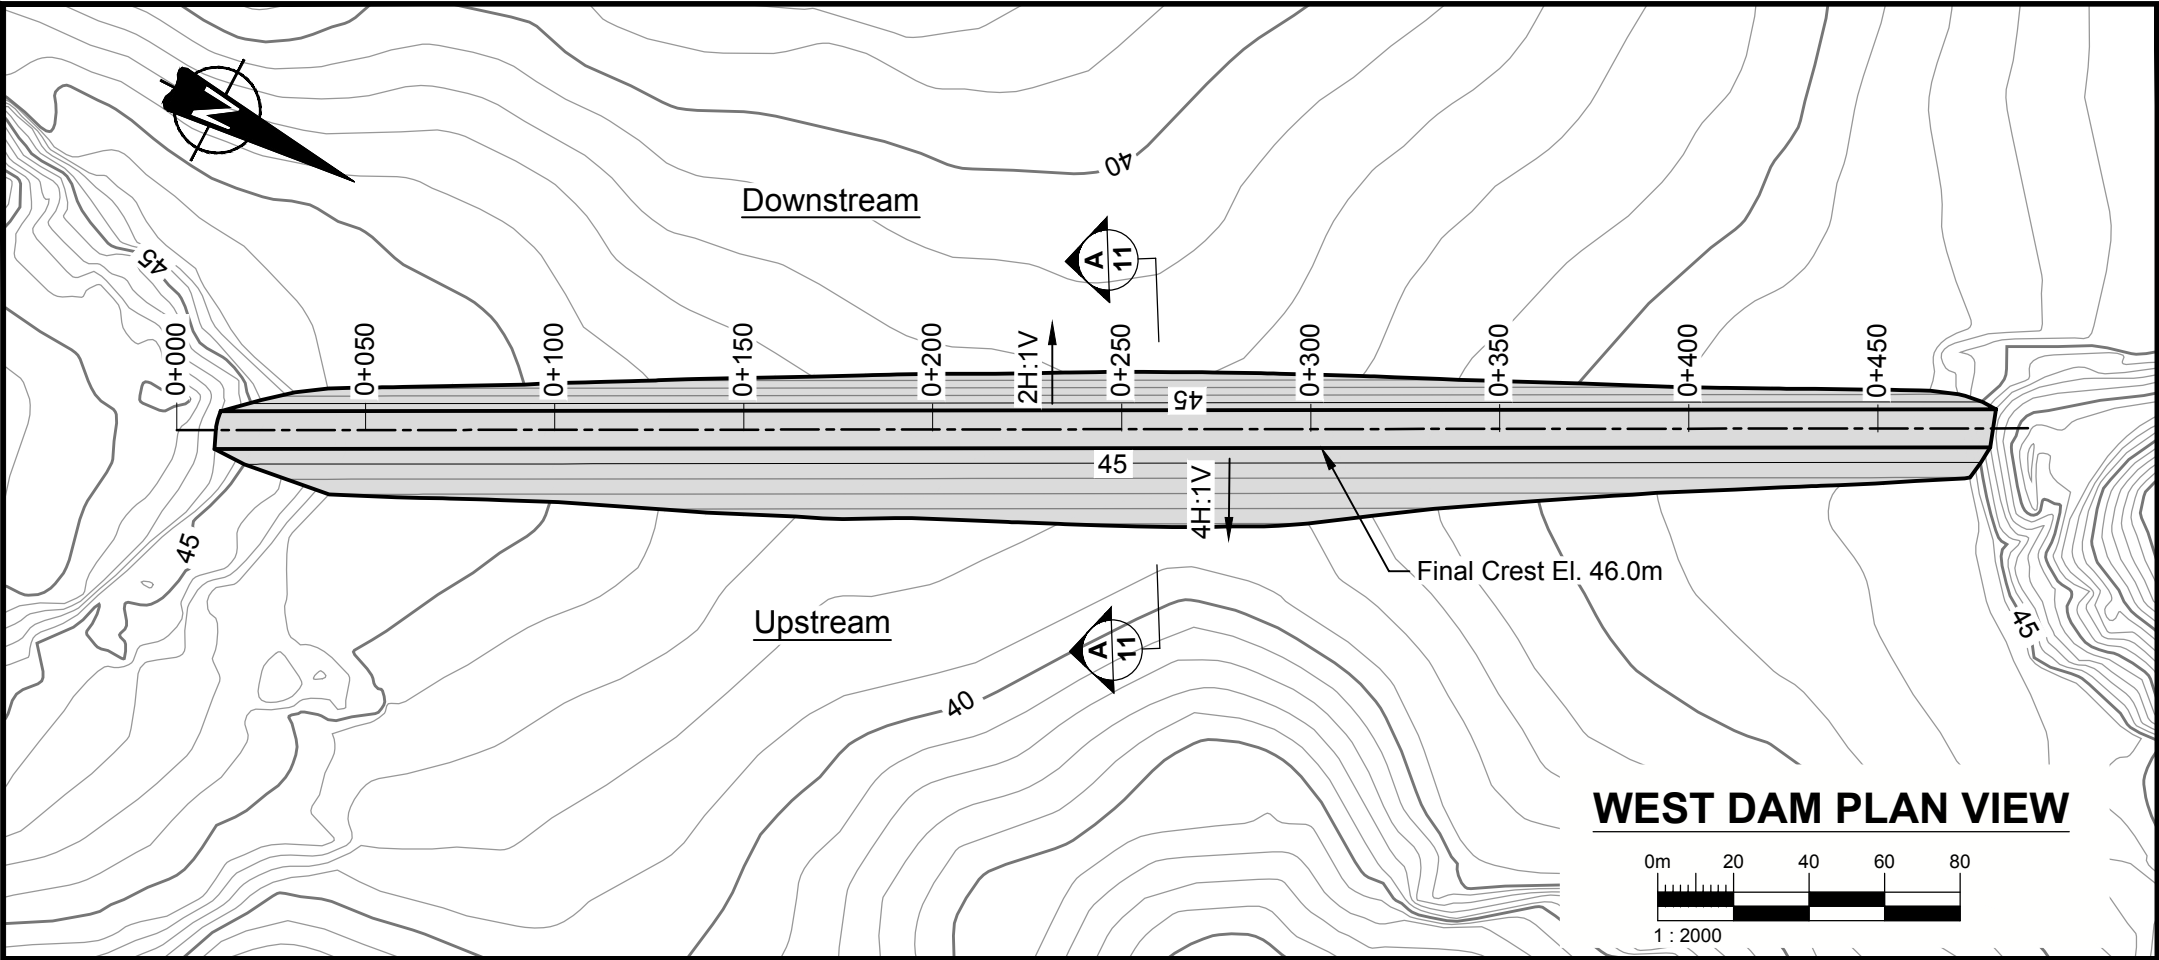 40
Downstream
A
11
45
0+000
0+050
0+100
0+150
0+200
2H:1V
0+250
0+300
0+350
0+400
0+450
45
45
4H:1V
45
Final Crest El. 46.0m
Upstream
A
11
45
40
WEST DAM PLAN VIEW
0m 20 40 60 80
1 : 2000